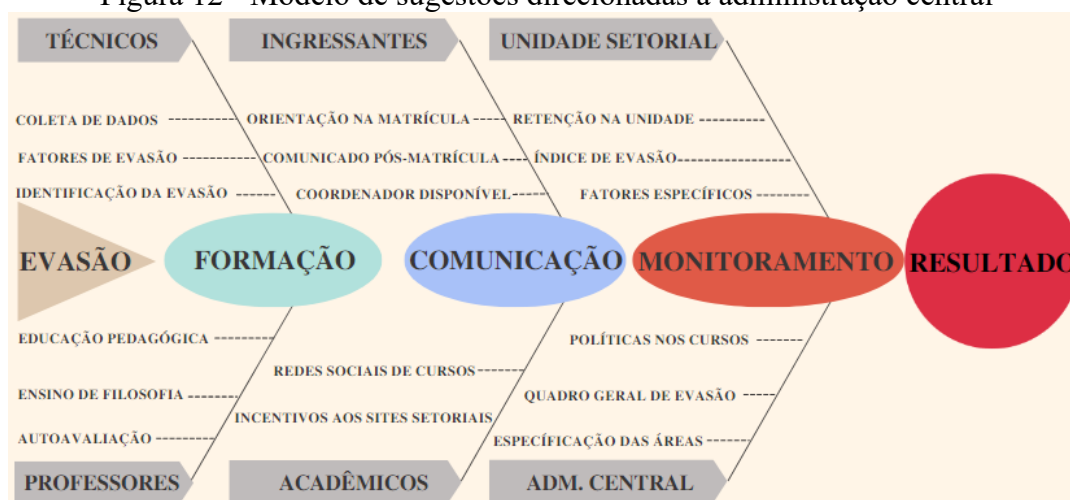 Figura 12 - Modelo de sugestões direcionadas à administração central
TÉCNICOS
INGRESSANTES
UNIDADE SETORIAL
COLETA DE DADOS
ORIENTAÇÃO NA MATRÍCULA
RETENÇÃO NA UNIDADE
FATORES DE EVASÃO
COMUNICADO PÓS-MATRÍCULA
ÍNDICE DE EVASÃO
IDENTIFICAÇÃO DA EVASÃO
COORDENADOR DISPONÍVEL
FATORES ESPECÍFICOS
EVASÃO
FORMAÇÃO
COMUNICAÇÃO
MONITORAMENTO
RESULTADO
EDUCAÇÃO PEDAGÓGICA
POLÍTICAS NOS CURSOS
REDES SOCIAIS DE CURSOS
ENSINO DE FILOSOFIA
QUADRO GERAL DE EVASÃO
INCENTIVOS AOS SITES SETORIAIS
AUTOAVALIAÇÃO
ESPECÍFICAÇÃO DAS ÁREAS
PROFESSORES
ACADÊMICOS
ADM. CENTRAL